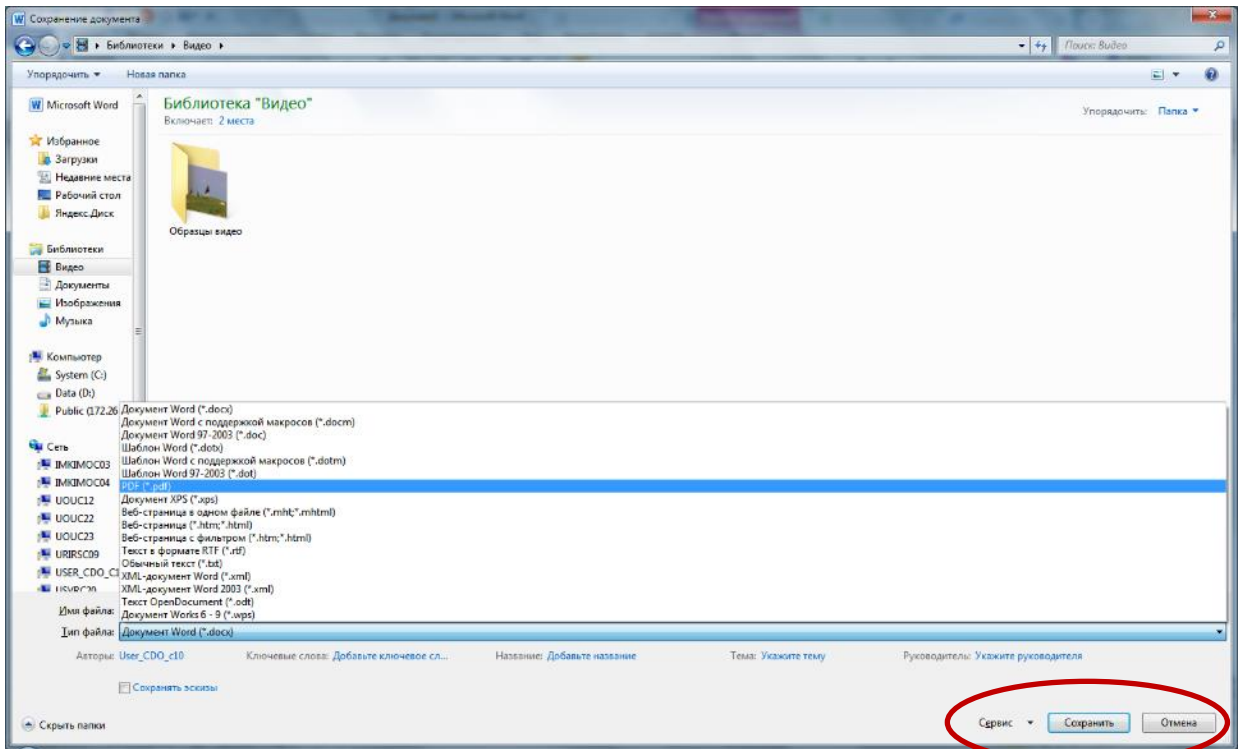 Сохранение документа
Библиотеки ▸ Видео ▸
Поиск: Видео
Упорядочить ▾ Новая папка
Microsoft Word
Избранное
Загрузки
Недавние места
Рабочий стол
Яндекс.Диск
Библиотеки
Видео
Документы
Изображения
Музыка
Компьютер
System (C:)
Data (D:)
Public (172.26
Сеть
IMKIMOC03
IMKIMOC04
UOUC12
UOUC22
UOUC23
URIRSC09
USER_CDO_C1
Библиотека "Видео"
Включает: 2 места
Упорядочить: Папка ▾
Образцы видео
Документ Word (*.docx)
Документ Word с поддержкой макросов (*.docm)
Документ Word 97-2003 (*.doc)
Шаблон Word (*.dotx)
Шаблон Word с поддержкой макросов (*.dotm)
Шаблон Word 97-2003 (*.dot)
PDF (*.pdf)
Документ XPS (*.xps)
Веб-страница в одном файле (*.mht;*.mhtml)
Веб-страница (*.htm;*.html)
Веб-страница с фильтром (*.htm;*.html)
Текст в формате RTF (*.rtf)
Обычный текст (*.txt)
XML-документ Word (*.xml)
XML-документ Word 2003 (*.xml)
Текст OpenDocument (*.odt)
Документ Works 6 - 9 (*.wps)
Имя файла:
Тип файла: Документ Word (*.docx)
Авторы: User_CDO_c10 Ключевые слова: Добавьте ключевое сл... Название: Добавьте название Тема: Укажите тему Руководитель: Укажите руководителя
Сохранять эскизы
Скрыть папки
Сервис ▾ Сохранить Отмена